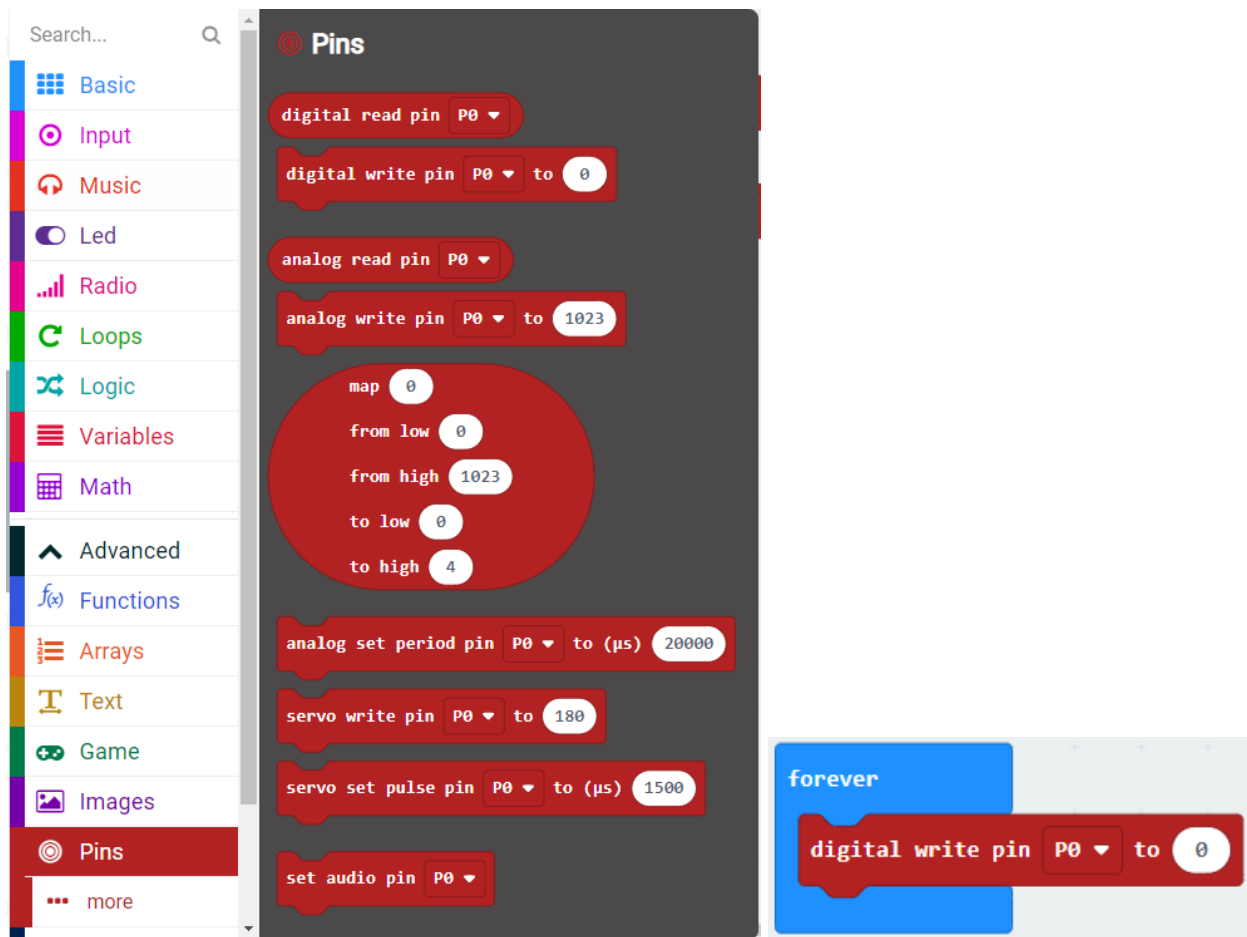 Search...
Basic
Input
Music
Led
Radio
Loops
Logic
Variables
Math
Advanced
f(x) Functions
Arrays
Text
Game
Images
Pins
more
Pins
digital read pin P0
digital write pin P0 to 0
analog read pin P0
analog write pin P0 to 1023
map 0
from low 0
from high 1023
to low 0
to high 4
analog set period pin P0 to (µs) 20000
servo write pin P0 to 180
servo set pulse pin P0 to (µs) 1500
set audio pin P0
forever
digital write pin P0 to 0